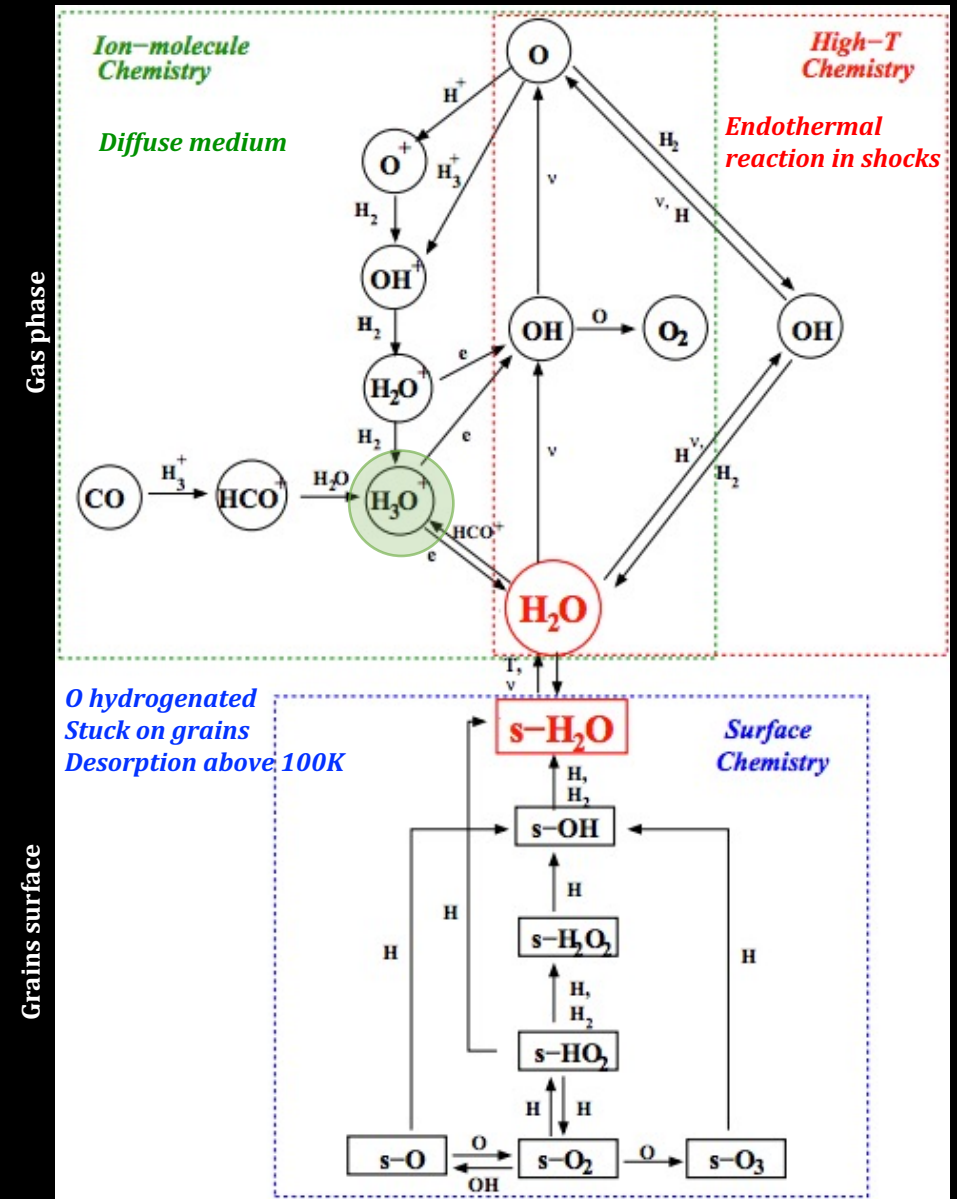 Ion−molecule
Chemistry
Diffuse medium
High−T
Chemistry
Endothermal
reaction in shocks
Gas phase
O
H+
H3+
O+
H2
ν
H2
ν, H
OH+
H2
OH
O
O2
OH
H2O+
e
H2
e
ν
H ν,
H2
CO
H3+
HCO+
H2O
H3O+
HCO+
e
H2O
T,
ν
O hydrogenated
Stuck on grains
Desorption above 100K
Surface
Chemistry
Grains surface
s−H2O
H,
H2
s−OH
H
H
s−H2O2
H
H
H,
H2
s−HO2
H
H
s−O
O
OH
s−O2
O
s−O3